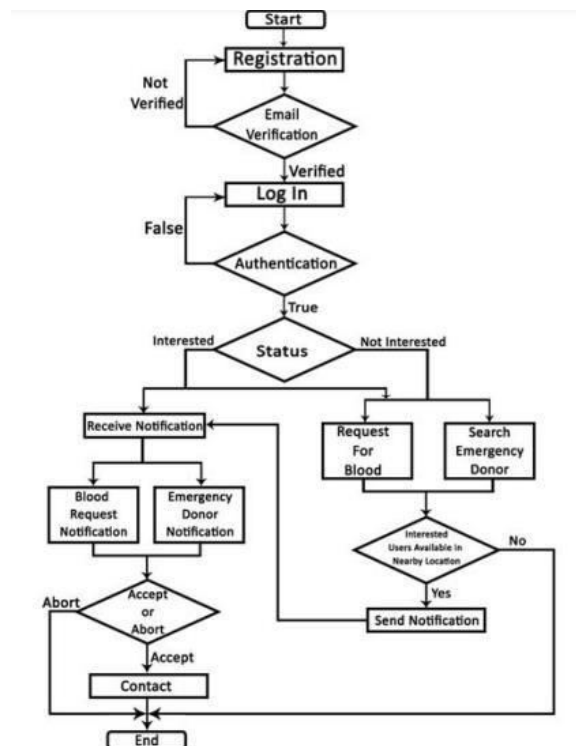 Start
Registration
Not
Verified
Email
Verification
Verified
Log In
False
Authentication
True
Interested
Status
Not Interested
Receive Notification
Request
For
Blood
Search
Emergency
Donor
Blood
Request
Notification
Emergency
Donor
Notification
Interested
Users Available in
Nearby Location
No
Yes
Abort
Accept
or
Abort
Send Notification
Accept
Contact
End